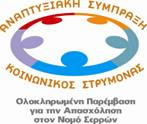 ΑΝΑΠΤΥΞΙΑΚΗ ΣΥΜΠΡΑΞΗ
ΚΟΙΝΩΝΙΚΟΣ ΣΤΡΥΜΟΝΑΣ
Ολοκληρωμένη Παρέμβαση
για την Απασχόληση
στον Νομό Σερρών